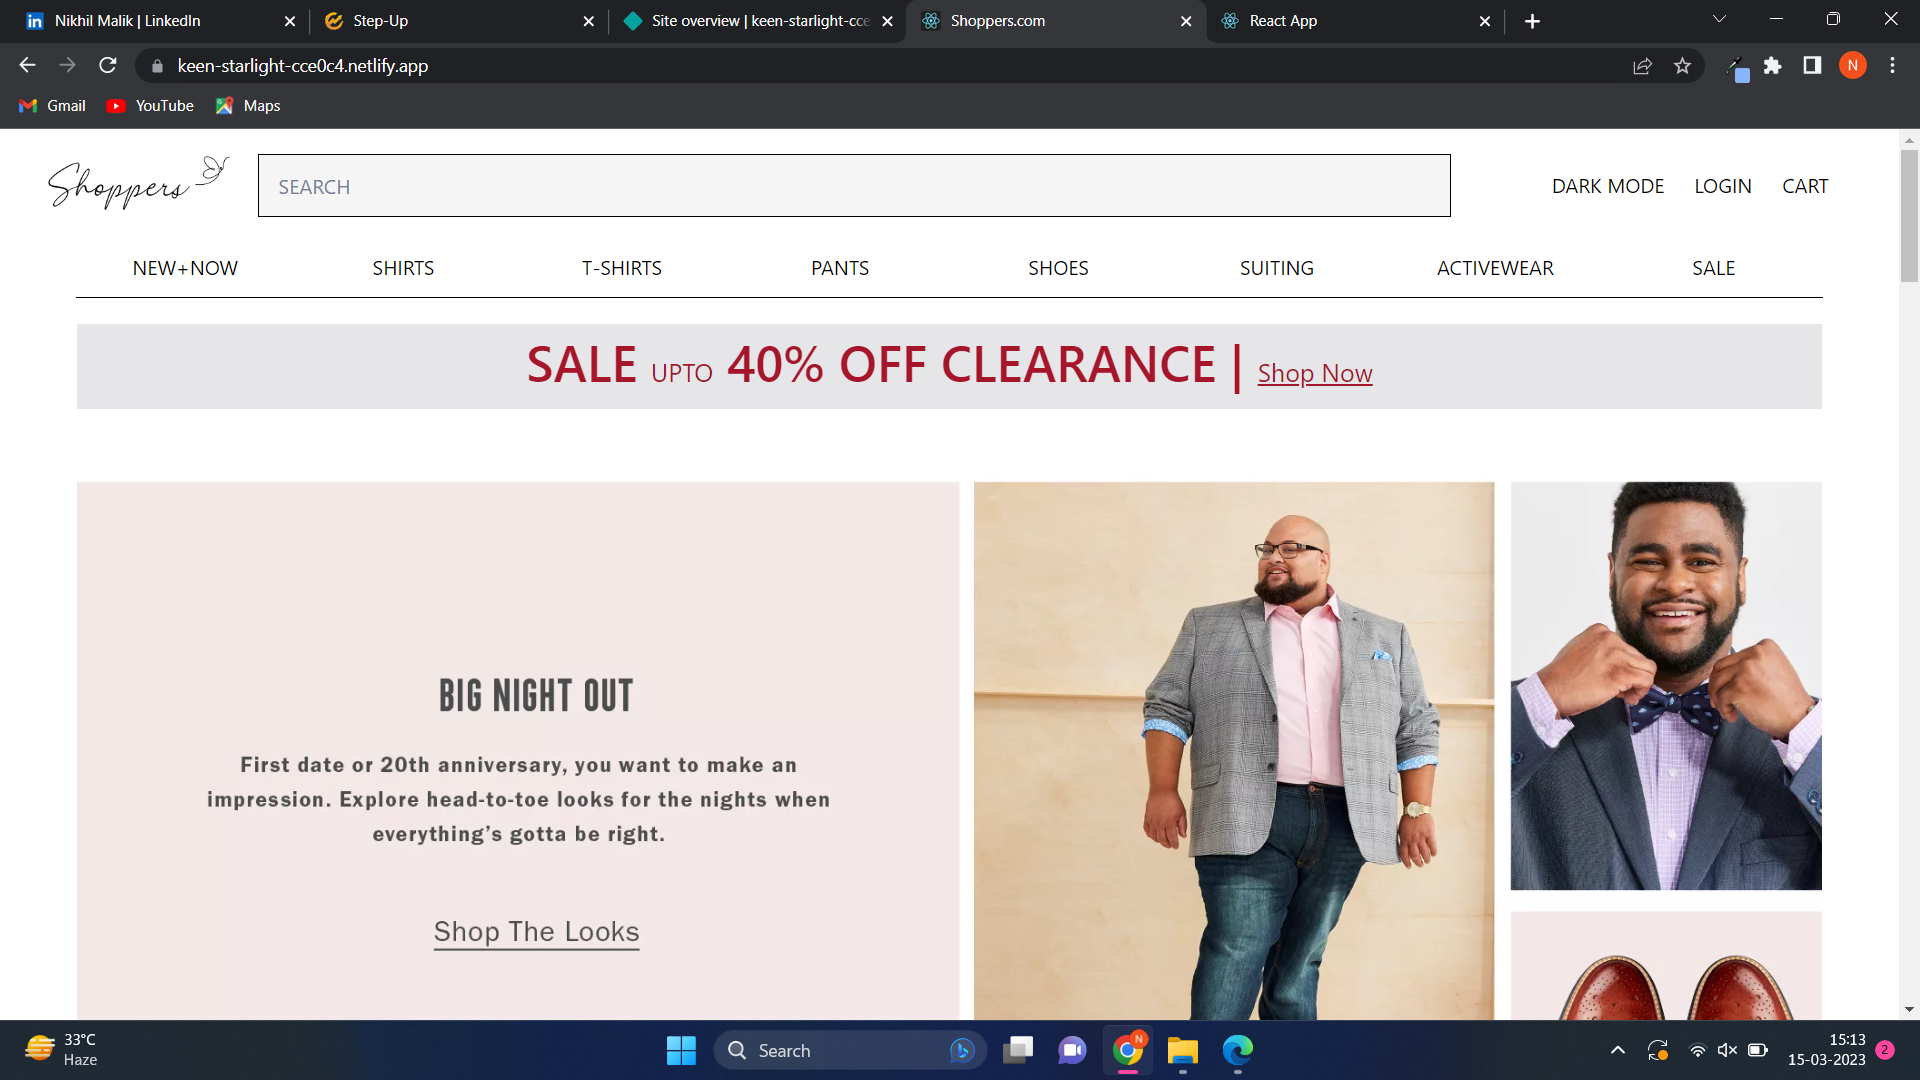 Nikhil Malik | LinkedIn
Step-Up
Site overview | keen-starlight-cce
Shoppers.com
React App
keen-starlight-cce0c4.netlify.app
N
Gmail
YouTube
Maps
Shoppers
SEARCH
DARK MODE
LOGIN
CART
NEW+NOW
SHIRTS
T-SHIRTS
PANTS
SHOES
SUITING
ACTIVEWEAR
SALE
SALE UPTO 40% OFF CLEARANCE | Shop Now
BIG NIGHT OUT
First date or 20th anniversary, you want to make an
impression. Explore head-to-toe looks for the nights when
everything’s gotta be right.
Shop The Looks
33°C
Haze
Search
N
15:13
15-03-2023
2